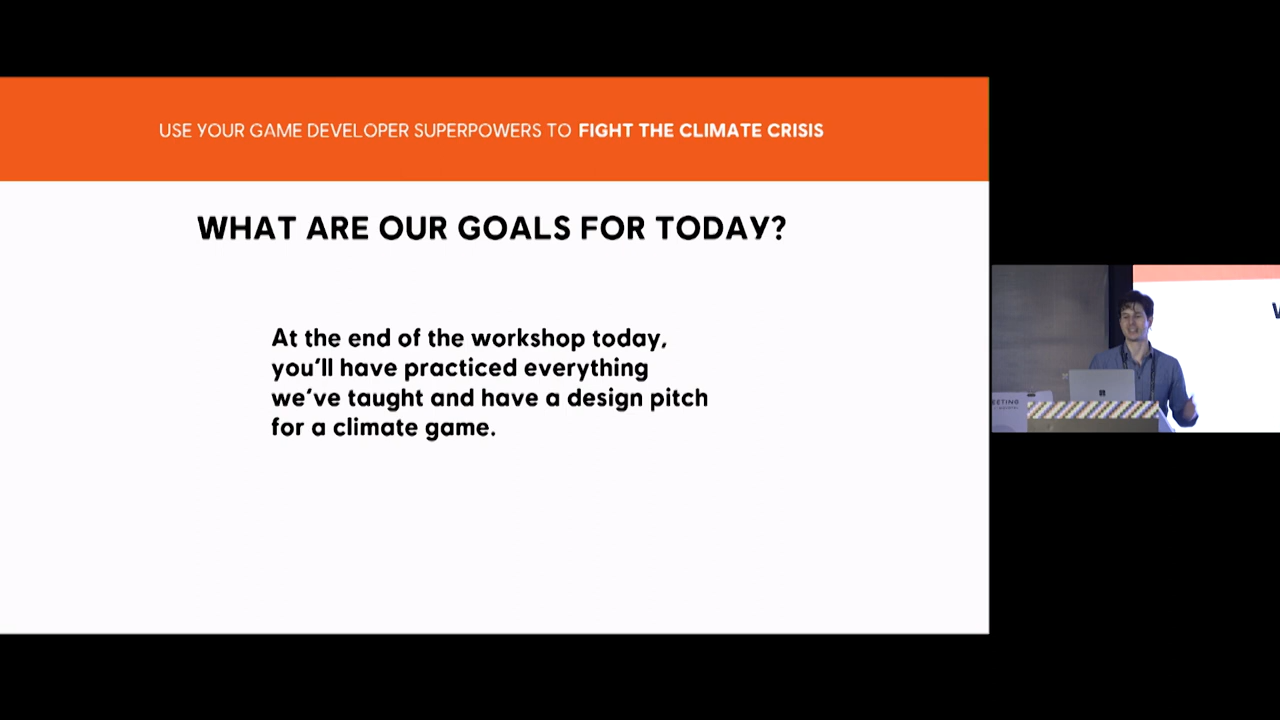 USE YOUR GAME DEVELOPER SUPERPOWERS TO FIGHT THE CLIMATE CRISIS
WHAT ARE OUR GOALS FOR TODAY?
At the end of the workshop today,
you'll have practiced everything
we've taught and have a design pitch
for a climate game.
W
EETING